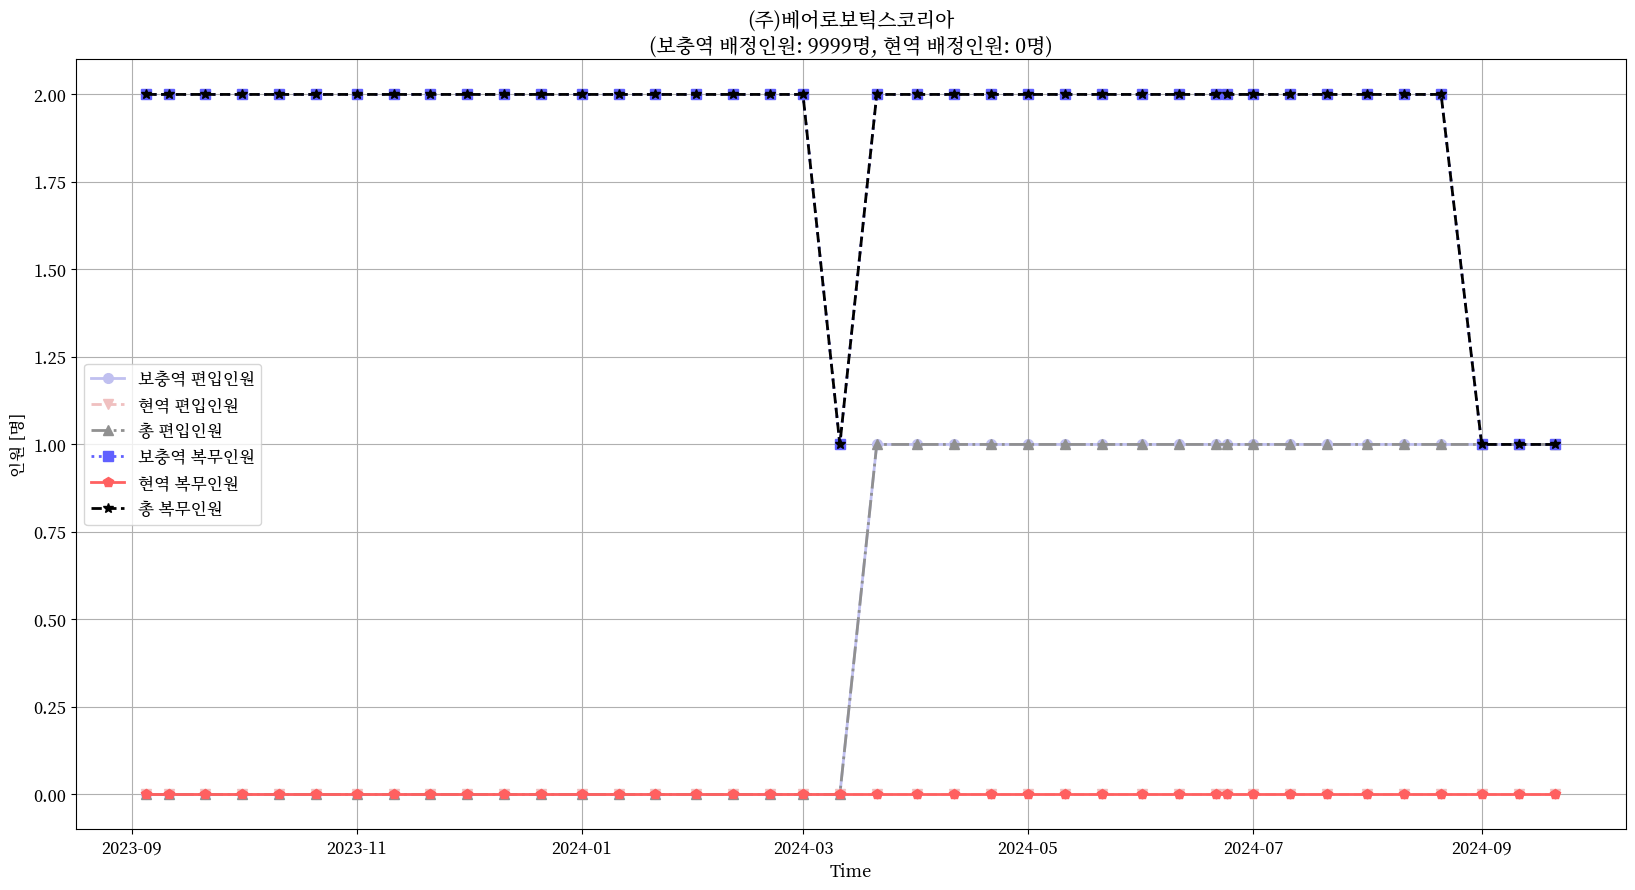 (주)베어로보틱스코리아
(보충역 배정인원: 9999명, 현역 배정인원: 0명)
2.00
1.75
1.50
1.25
1.00
0.75
0.50
0.25
0.00
인원 [명]
보충역 편입인원
현역 편입인원
총 편입인원
보충역 복무인원
현역 복무인원
총 복무인원
2023-09
2023-11
2024-01
2024-03
2024-05
2024-07
2024-09
Time